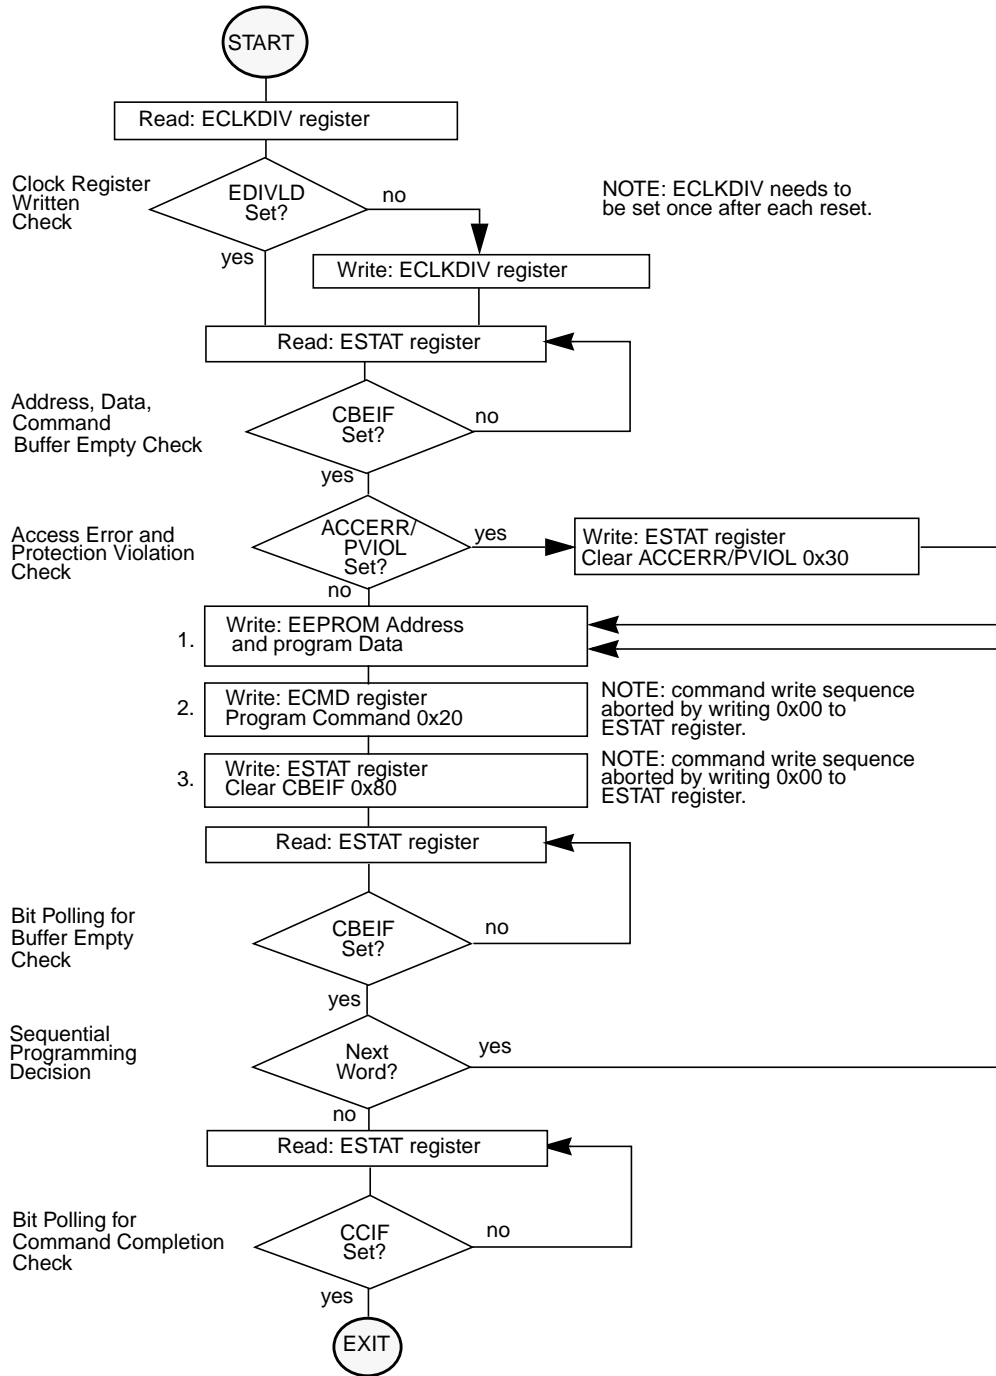 START
Read: ECLKDIV register
Clock Register
Written
Check
EDIVLD
Set?
no
yes
NOTE: ECLKDIV needs to
be set once after each reset.
Write: ECLKDIV register
Read: ESTAT register
Address, Data,
Command
Buffer Empty Check
CBEIF
Set?
no
yes
Access Error and
Protection Violation
Check
ACCERR/
PVIOL
Set?
yes
no
Write: ESTAT register
Clear ACCERR/PVIOL 0x30
1.
Write: EEPROM Address
and program Data
2.
Write: ECMD register
Program Command 0x20
NOTE: command write sequence
aborted by writing 0x00 to
ESTAT register.
3.
Write: ESTAT register
Clear CBEIF 0x80
NOTE: command write sequence
aborted by writing 0x00 to
ESTAT register.
Read: ESTAT register
Bit Polling for
Buffer Empty
Check
CBEIF
Set?
no
yes
Sequential
Programming
Decision
Next
Word?
yes
no
Read: ESTAT register
Bit Polling for
Command Completion
Check
CCIF
Set?
no
yes
EXIT